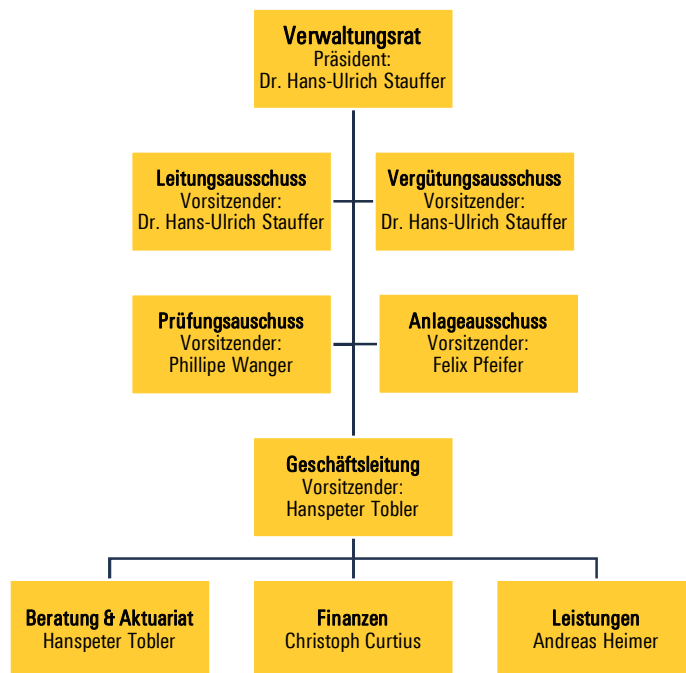 Verwaltungsrat
Präsident:
Dr. Hans-Ulrich Stauffer
Leitungsausschuss
Vorsitzender:
Dr. Hans-Ulrich Stauffer
Vergütungsausschuss
Vorsitzender:
Dr. Hans-Ulrich Stauffer
Prüfungsauschuss
Vorsitzender:
Phillipe Wanger
Anlageausschuss
Vorsitzender:
Felix Pfeifer
Geschäftsleitung
Vorsitzender:
Hanspeter Tobler
Beratung & Aktuariat
Hanspeter Tobler
Finanzen
Christoph Curtius
Leistungen
Andreas Heimer